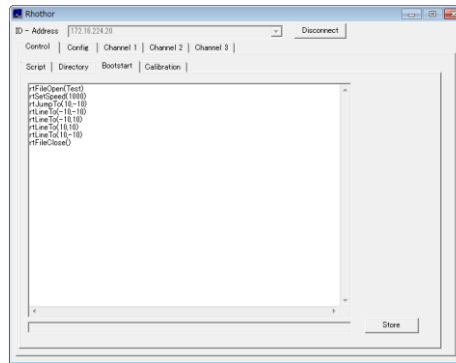 Rhothor
ID - Address 172.16.224.20 Disconnect
Control Config Channel 1 Channel 2 Channel 3
Script Directory Bootstart Calibration
rtFileOpen(Test)
rtSetSpeed(1000)
rtJumpTo(10,-10)
rtLineTo(-10,-10)
rtLineTo(-10,10)
rtLineTo(10,10)
rtLineTo(10,-10)
rtFileClose()
Store